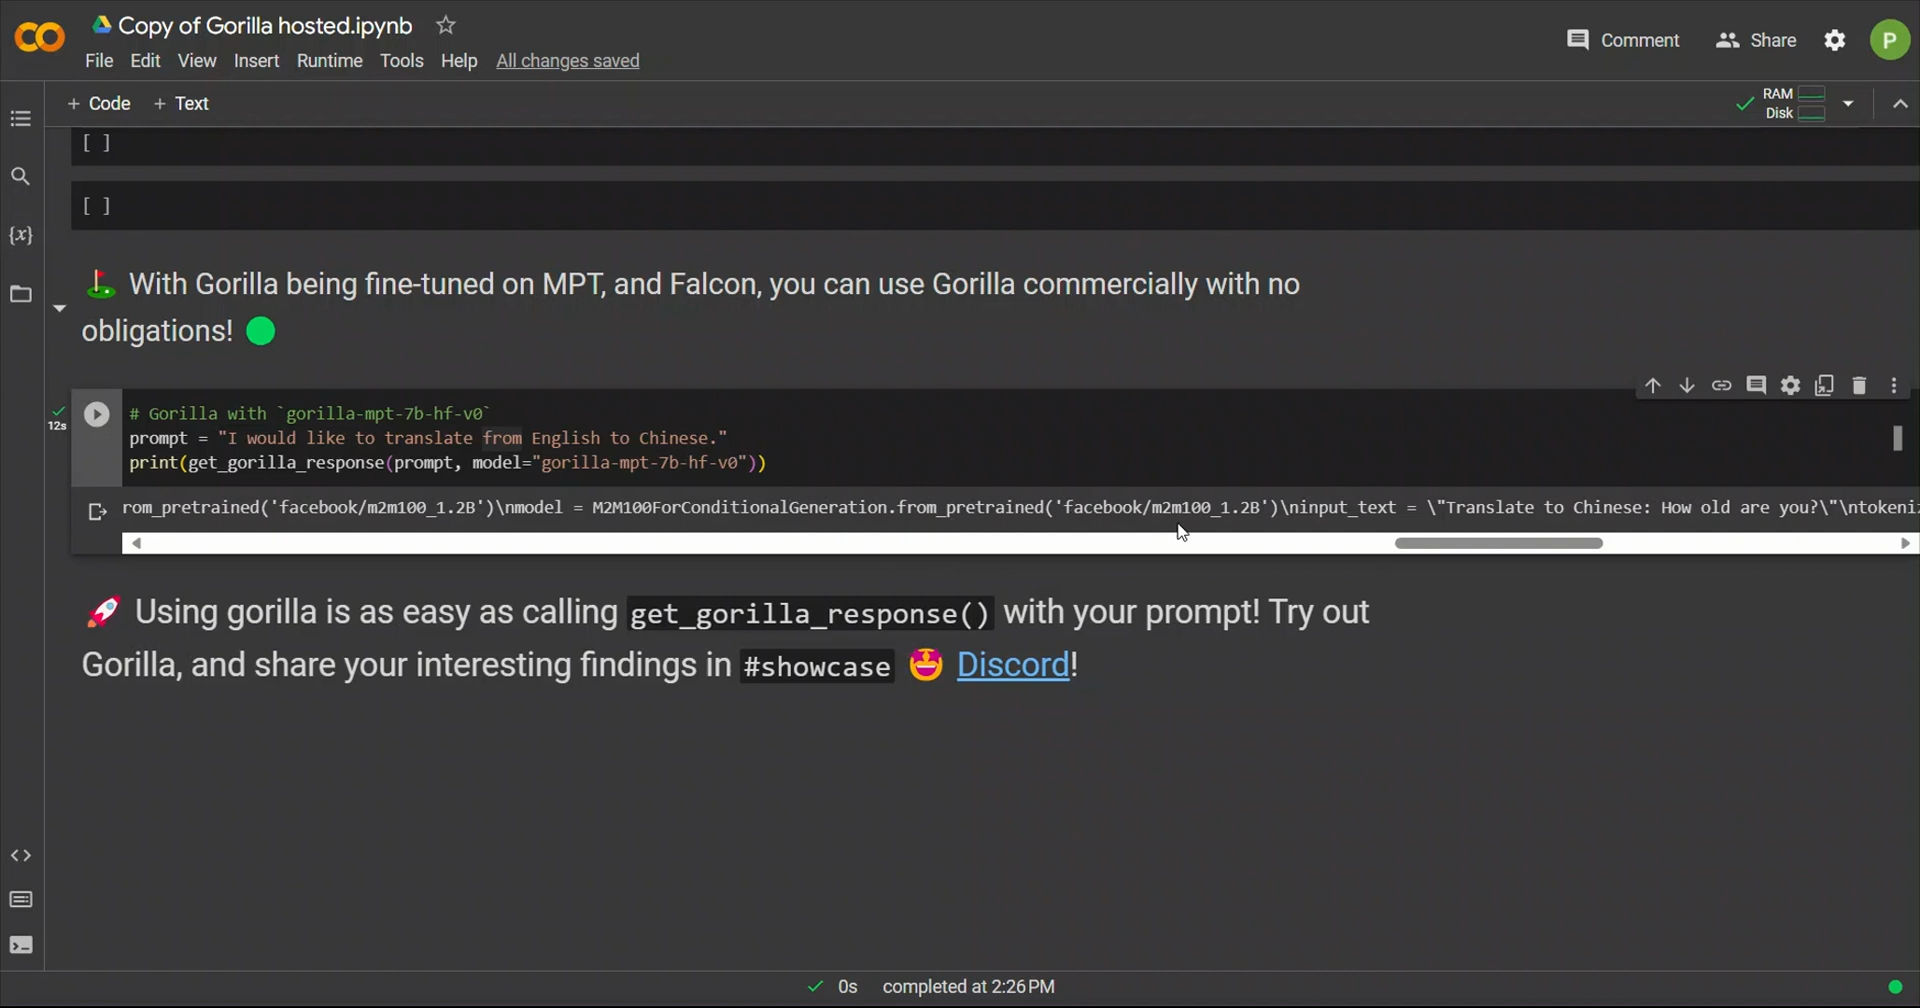 Copy of Gorilla hosted.ipynb
File Edit View Insert Runtime Tools Help All changes saved
Comment Share P
+ Code + Text
RAM
Disk
[ ]
[ ]
With Gorilla being fine-tuned on MPT, and Falcon, you can use Gorilla commercially with no
obligations!
12s
# Gorilla with `gorilla-mpt-7b-hf-v0`
prompt = "I would like to translate from English to Chinese."
print(get_gorilla_response(prompt, model="gorilla-mpt-7b-hf-v0"))
rom_pretrained('facebook/m2m100_1.2B')\nmodel = M2M100ForConditionalGeneration.from_pretrained('facebook/m2m100_1.2B')\ninput_text = \"Translate to Chinese: How old are you?\"\ntokeniz
Using gorilla is as easy as calling get_gorilla_response() with your prompt! Try out
Gorilla, and share your interesting findings in #showcase Discord!
0s completed at 2:26 PM